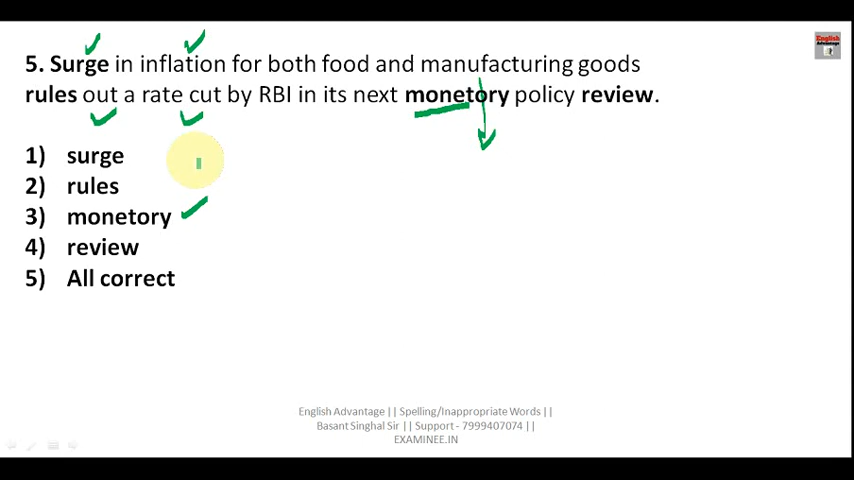 English
Advantage
5. Surge in inflation for both food and manufacturing goods
rules out a rate cut by RBI in its next monetory policy review.
1) surge
2) rules
3) monetory
4) review
5) All correct
English Advantage || Spelling/Inappropriate Words ||
Basant Singhal Sir || Support - 7999407074 ||
EXAMINEE.IN